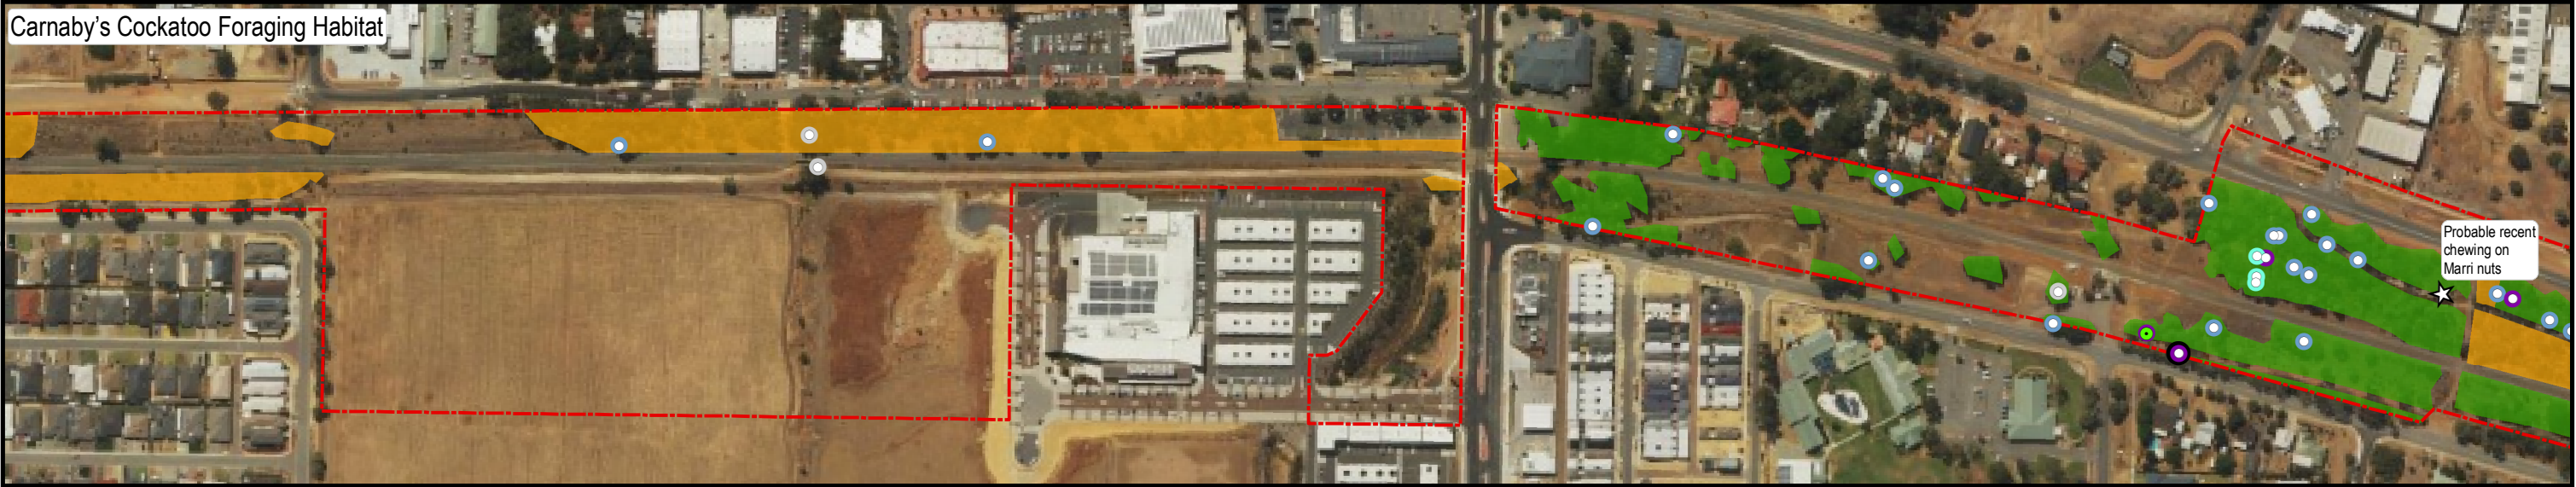 Carnaby's Cockatoo Foraging Habitat
Probable recent
chewing on
Marri nuts